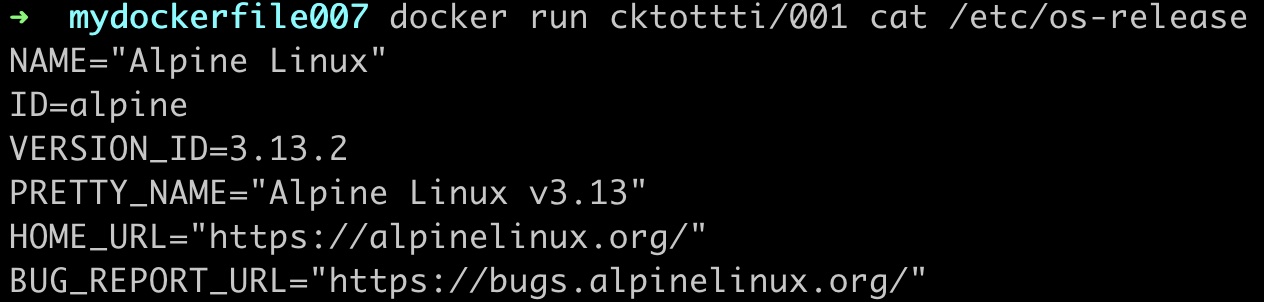 ➜ mydockerfile007 docker run cktottti/001 cat /etc/os-release
NAME="Alpine Linux"
ID=alpine
VERSION_ID=3.13.2
PRETTY_NAME="Alpine Linux v3.13"
HOME_URL="https://alpinelinux.org/"
BUG_REPORT_URL="https://bugs.alpinelinux.org/"